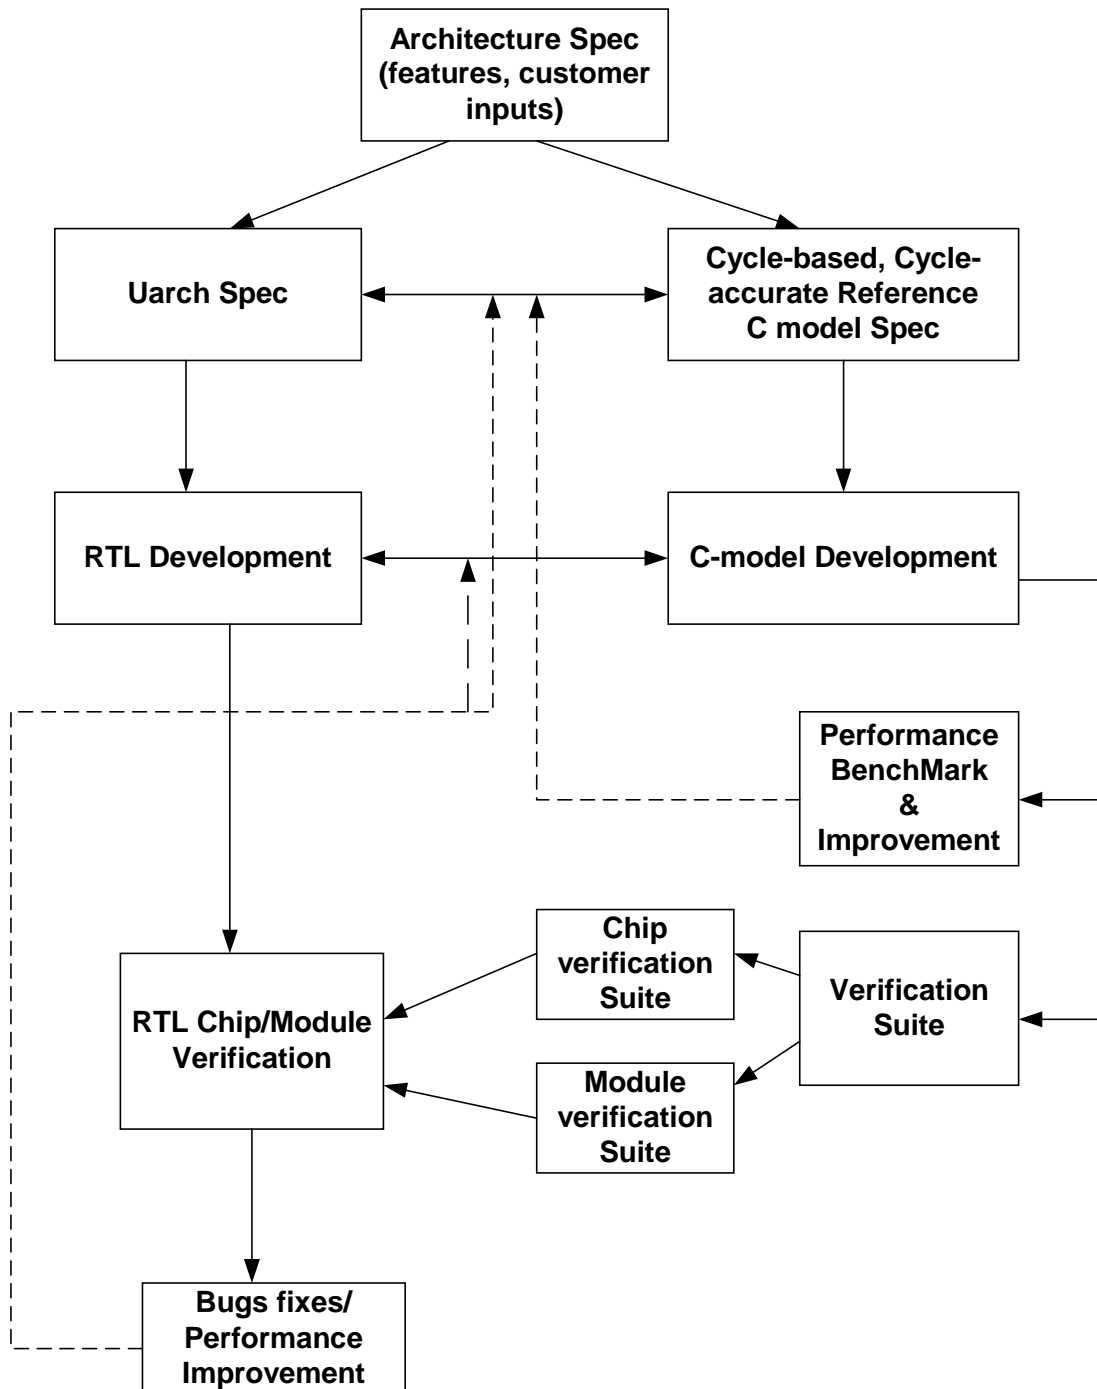 Architecture Spec
(features, customer
inputs)
Uarch Spec
Cycle-based, Cycle-
accurate Reference
C model Spec
RTL Development
C-model Development
Performance
BenchMark
&
Improvement
Chip
verification
Suite
Verification
Suite
RTL Chip/Module
Verification
Module
verification
Suite
Bugs fixes/
Performance
Improvement